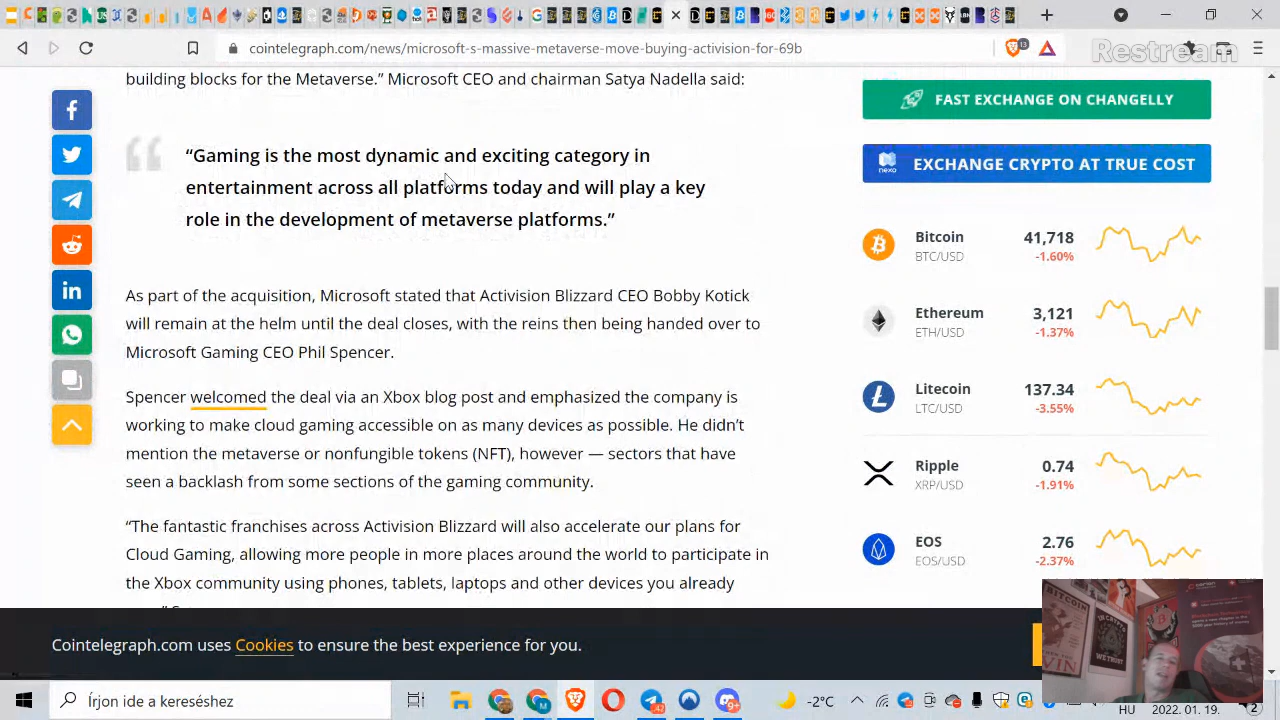 cointelegraph.com/news/microsoft-s-massive-metaverse-move-buying-activision-for-69b
13
Restream
building blocks for the Metaverse.” Microsoft CEO and chairman Satya Nadella said:
“Gaming is the most dynamic and exciting category in
entertainment across all platforms today and will play a key
role in the development of metaverse platforms.”
As part of the acquisition, Microsoft stated that Activision Blizzard CEO Bobby Kotick
will remain at the helm until the deal closes, with the reins then being handed over to
Microsoft Gaming CEO Phil Spencer.
Spencer welcomed the deal via an Xbox blog post and emphasized the company is
working to make cloud gaming accessible on as many devices as possible. He didn’t
mention the metaverse or nonfungible tokens (NFT), however — sectors that have
seen a backlash from some sections of the gaming community.
“The fantastic franchises across Activision Blizzard will also accelerate our plans for
Cloud Gaming, allowing more people in more places around the world to participate in
the Xbox community using phones, tablets, laptops and other devices you already
FAST EXCHANGE ON CHANGELLY
nexo
EXCHANGE CRYPTO AT TRUE COST
Bitcoin 41,718
BTC/USD -1.60%
Ethereum 3,121
ETH/USD -1.37%
Litecoin 137.34
LTC/USD -3.55%
Ripple 0.74
XRP/USD -1.91%
EOS 2.76
EOS/USD -2.37%
Cointelegraph.com uses Cookies to ensure the best experience for you.
BITCOIN
IN CRYPTO
WE TRUST
Írjon ide a kereséshez
9+
-2°C
HU
2022. 01. 19.
2